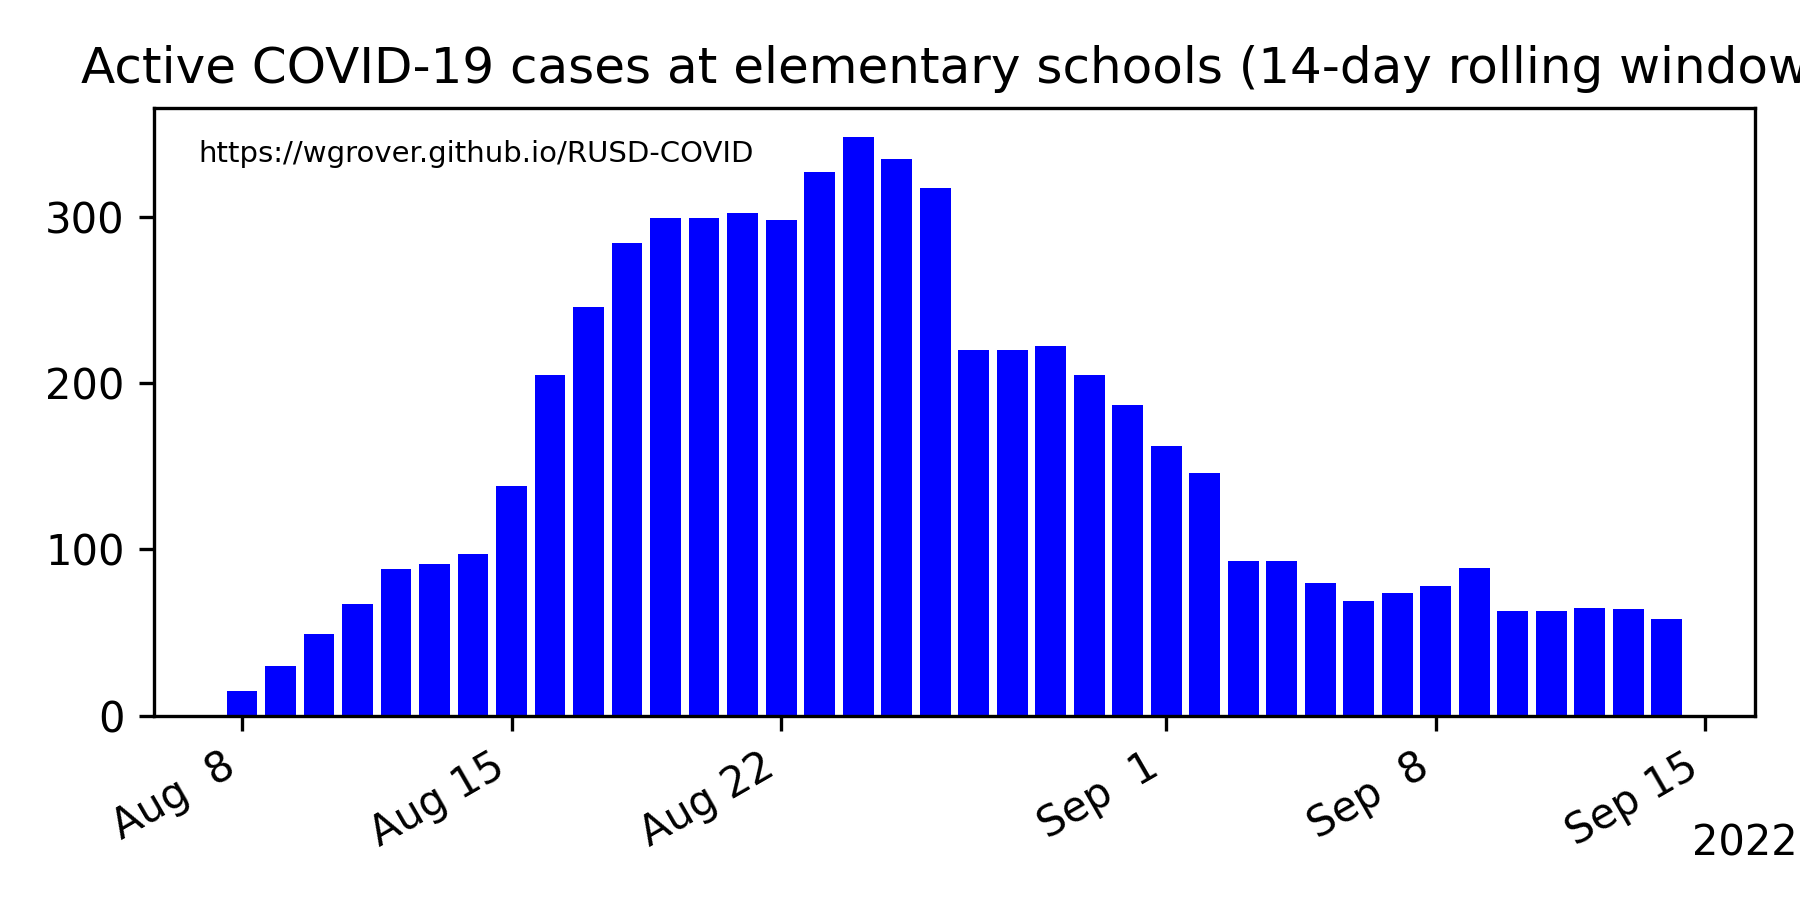 Active COVID-19 cases at elementary schools (14-day rolling window
https://wgrover.github.io/RUSD-COVID
300
200
100
0
Aug 8
Aug 15
Aug 22
Sep 1
Sep 8
Sep 15
2022